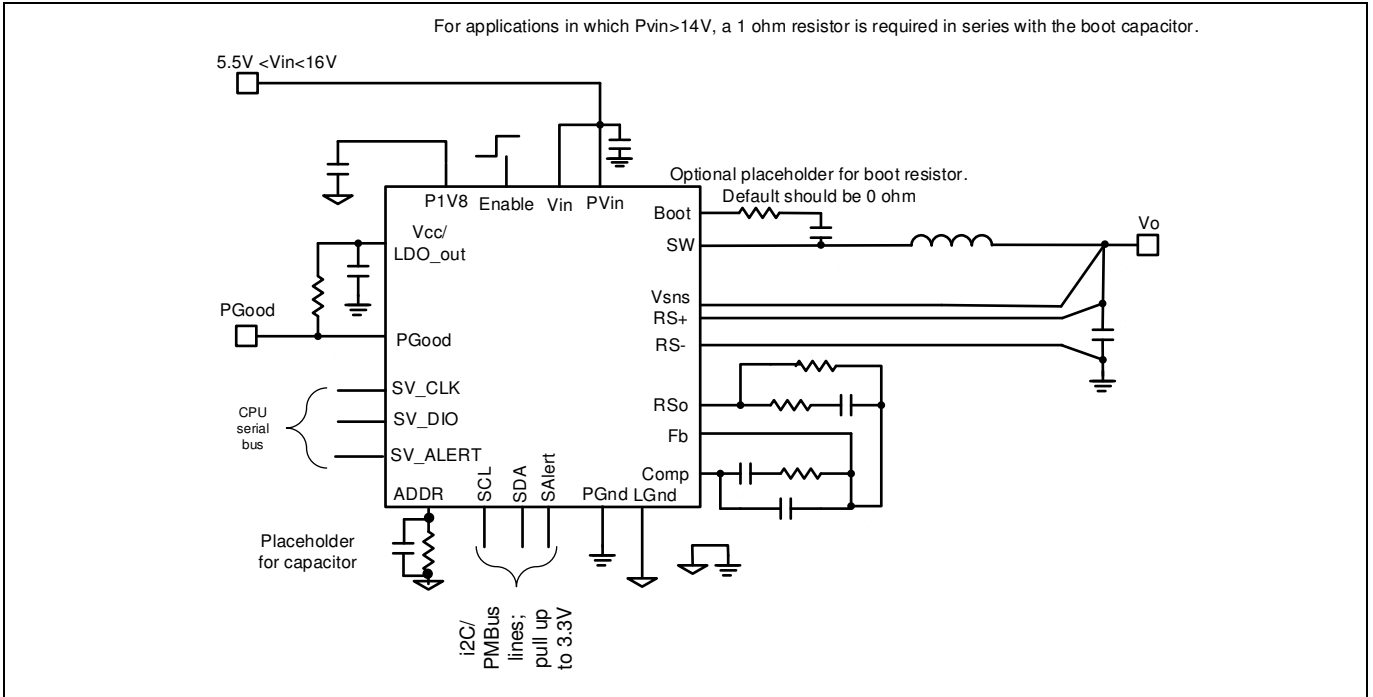 For applications in which Pvin>14V, a 1 ohm resistor is required in series with the boot capacitor.
5.5V <Vin<16V
Optional placeholder for boot resistor.
Default should be 0 ohm
P1V8
Enable
Vin
PVin
Boot
Vo
Vcc/
LDO_out
SW
Vsns
RS+
RS-
PGood
PGood
SV_CLK
CPU
serial
bus
SV_DIO
SV_ALERT
RSo
Fb
Comp
ADDR
SCL
SDA
SAlert
PGnd
LGnd
Placeholder
for capacitor
i2C/
PMBus
lines;
pull up
to 3.3V